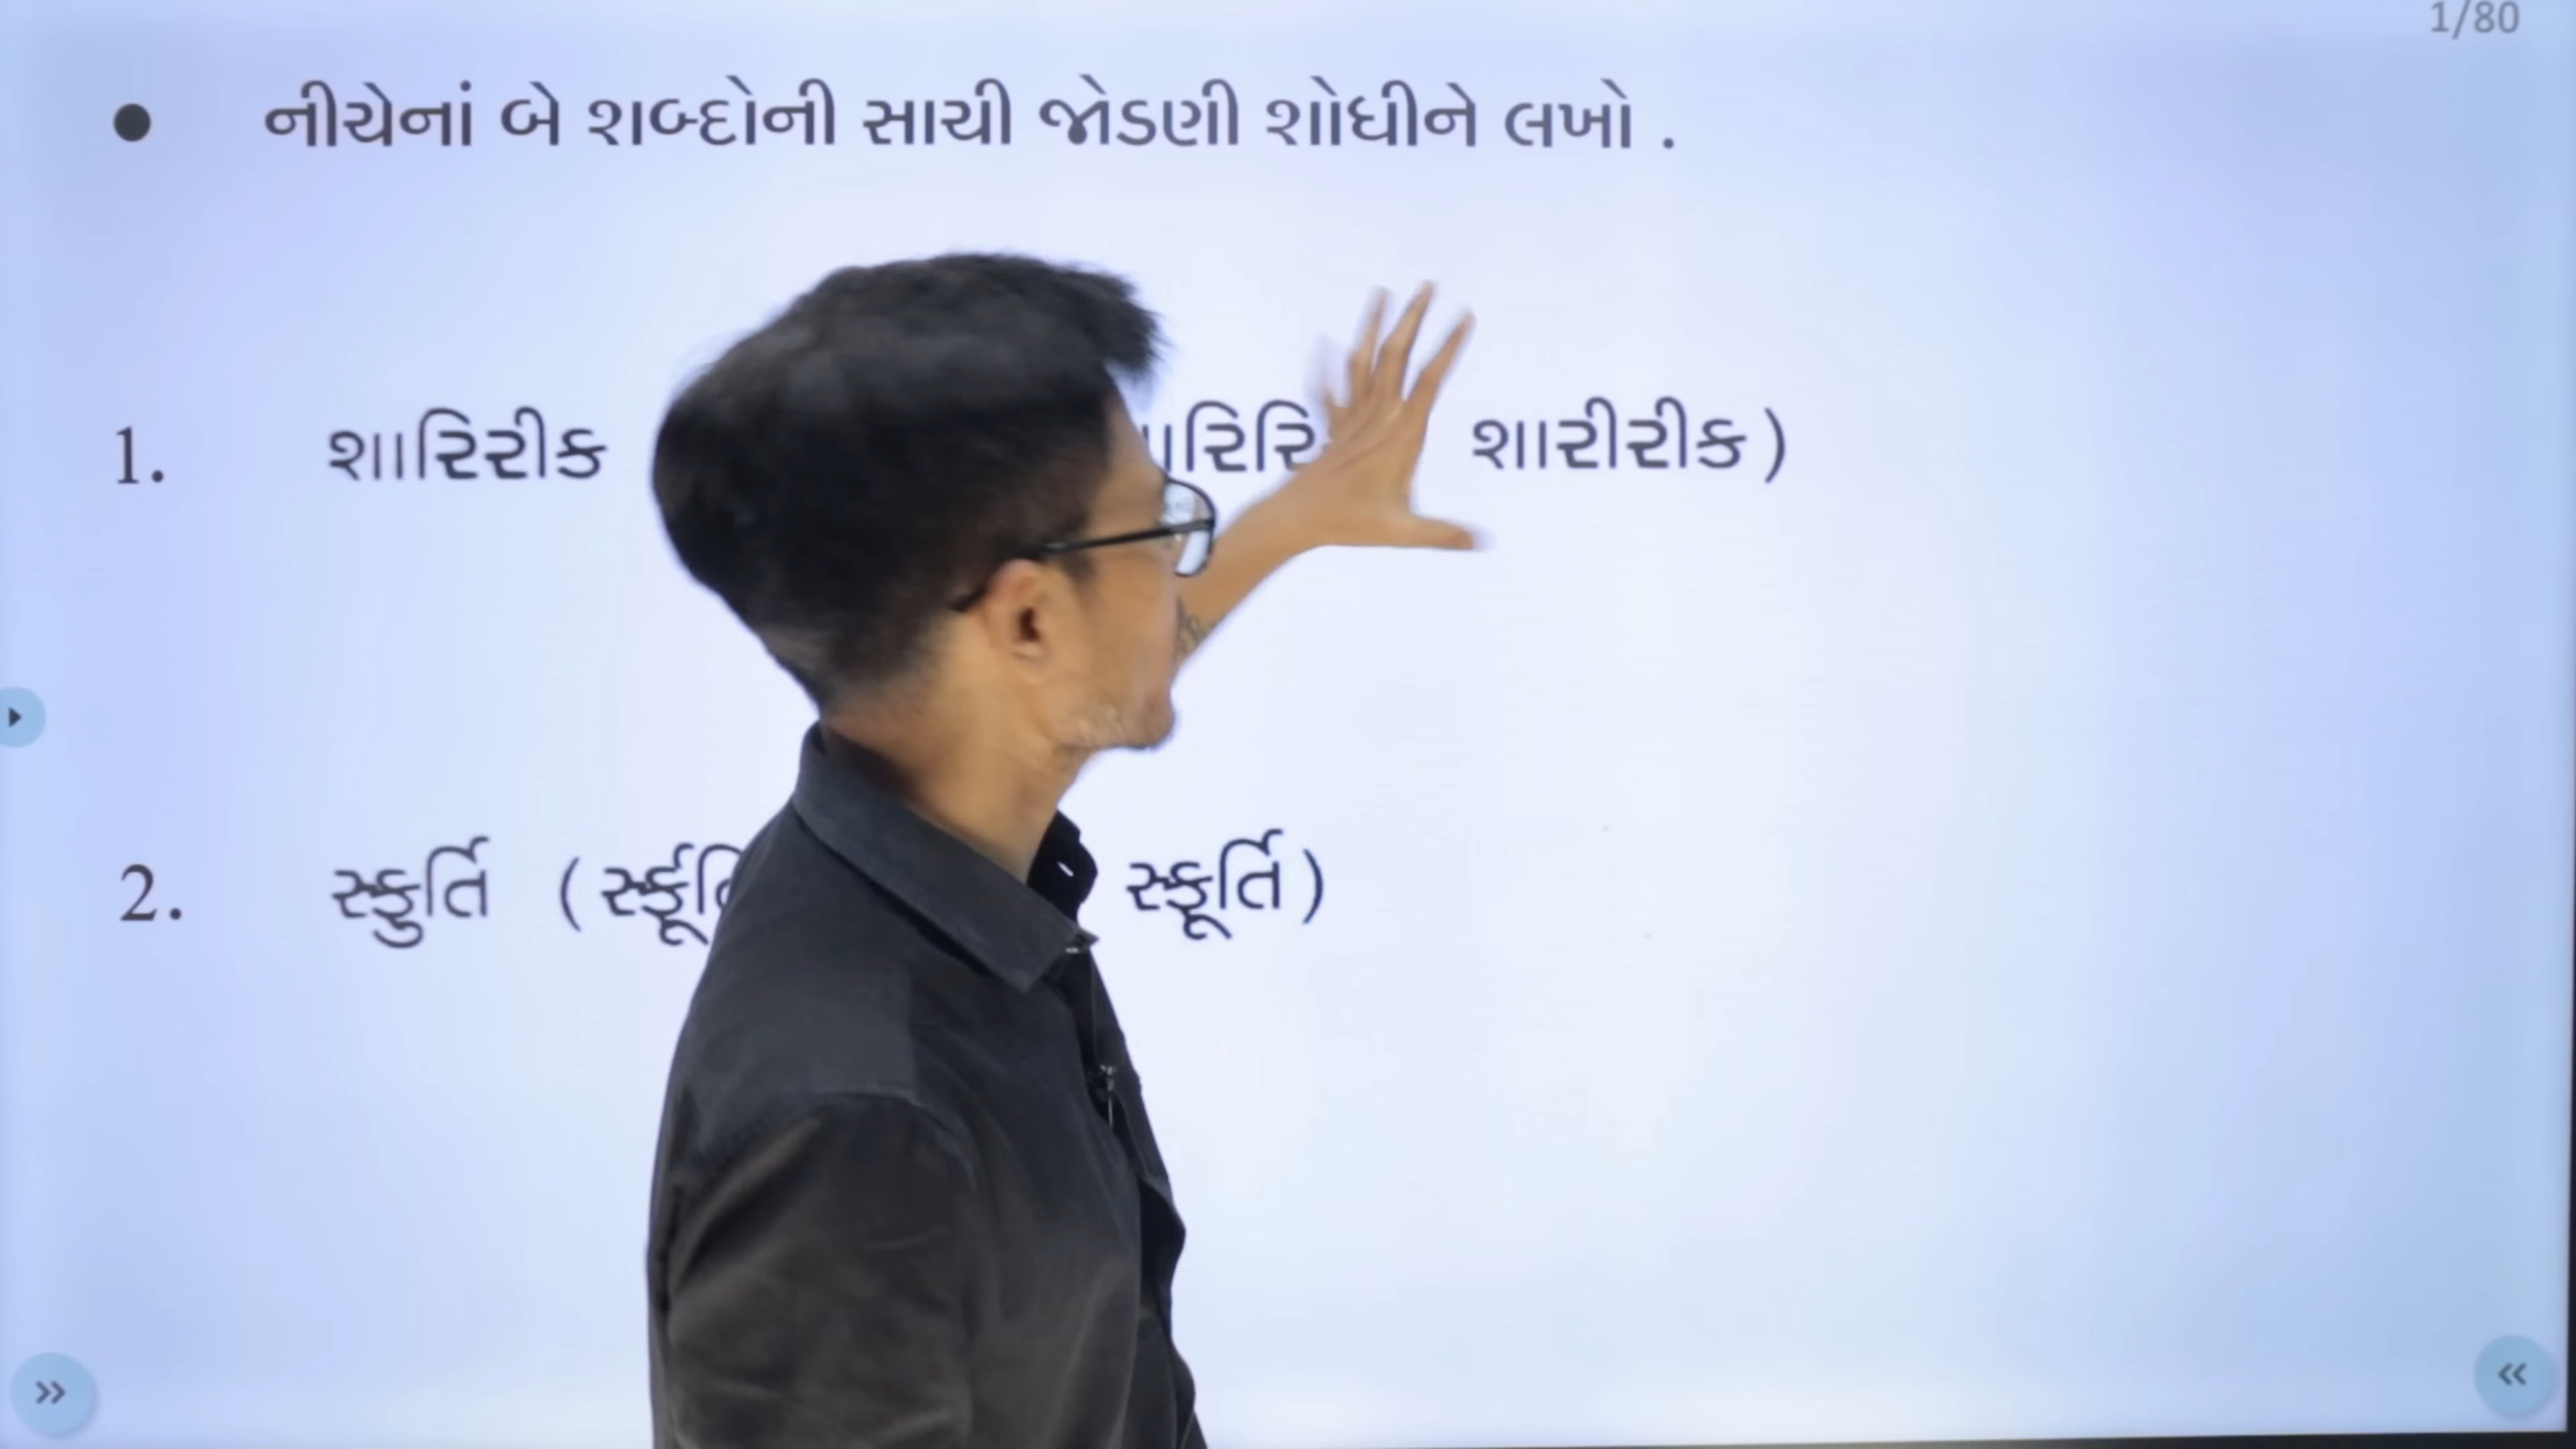 1/80
● નીચેનાં બે શબ્દોની સાચી જોડણી શોધીને લખો .
1. શારિરીક શારીરીક)
2. સ્ફુર્તિ ( સ્ફૂર્તિ)